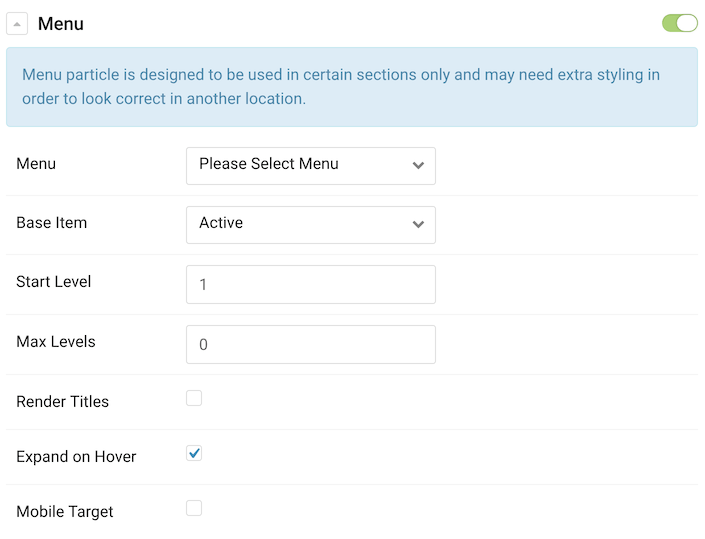 Menu
Menu particle is designed to be used in certain sections only and may need extra styling in
order to look correct in another location.
Menu Please Select Menu
Base Item Active
Start Level 1
Max Levels 0
Render Titles
Expand on Hover
Mobile Target